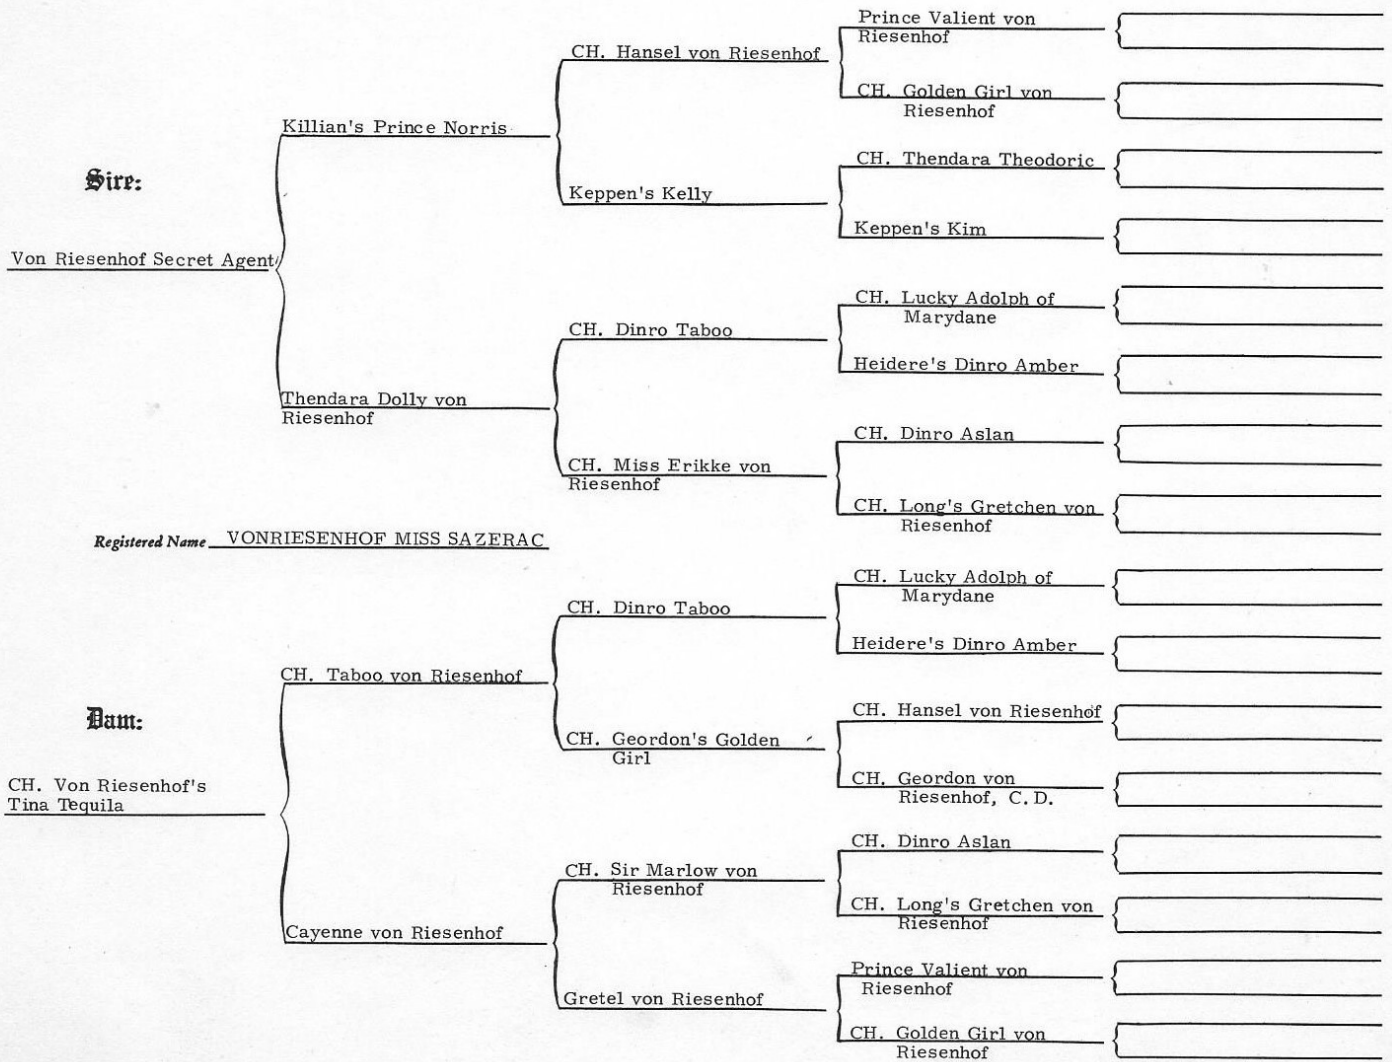 Prince Valient von
Riesenhof
CH. Hansel von Riesenhof
CH. Golden Girl von
Riesenhof
Killian's Prince Norris
CH. Thendara Theodoric
Sire:
Keppen's Kelly
Keppen's Kim
Von Riesenhof Secret Agent
CH. Lucky Adolph of
Marydane
CH. Dinro Taboo
Heidere's Dinro Amber
Thendara Dolly von
Riesenhof
CH. Dinro Aslan
CH. Miss Erikke von
Riesenhof
CH. Long's Gretchen von
Riesenhof
Registered Name VONRIESENHOF MISS SAZERAC
CH. Lucky Adolph of
Marydane
CH. Dinro Taboo
Heidere's Dinro Amber
CH. Taboo von Riesenhof
CH. Hansel von Riesenhof
Dam:
CH. Geordon's Golden
Girl
CH. Geordon von
Riesenhof, C.D.
CH. Von Riesenhof's
Tina Tequila
CH. Dinro Aslan
CH. Sir Marlow von
Riesenhof
CH. Long's Gretchen von
Riesenhof
Cayenne von Riesenhof
Prince Valient von
Riesenhof
Gretel von Riesenhof
CH. Golden Girl von
Riesenhof